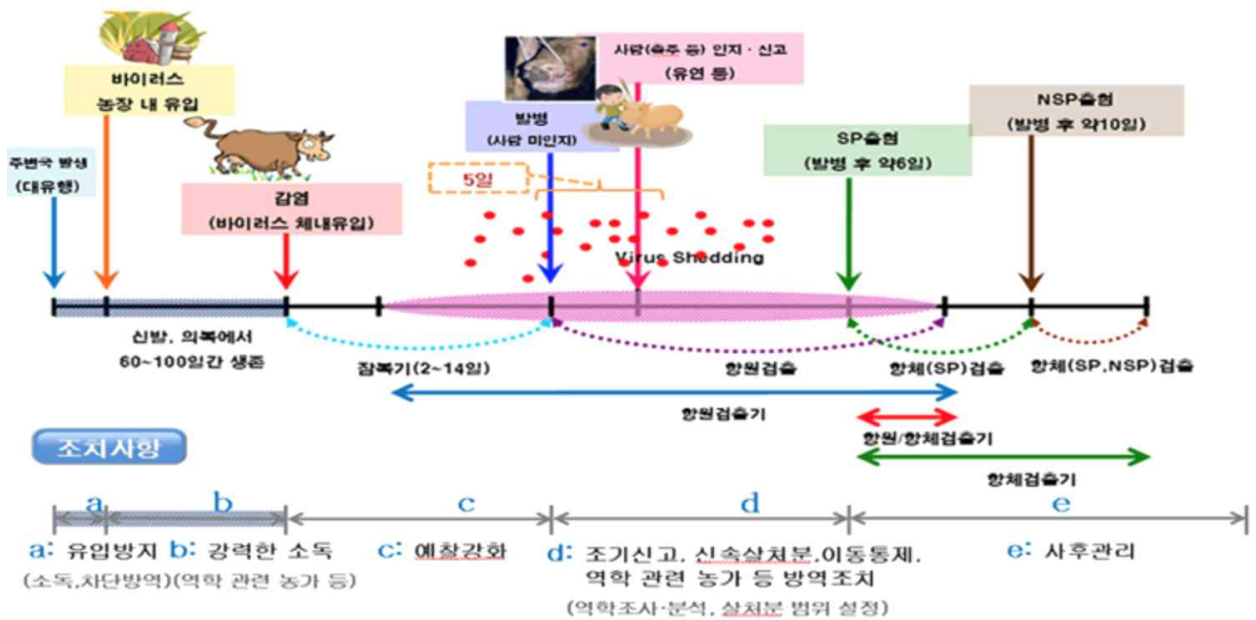 사람(축주 등) 인지·신고
(유연 등)
바이러스
농장 내 유입
NSP출현
(발병 후 약10일)
발병
(사람 미인지)
SP출현
(발병 후 약6일)
주변국 발생
(대유행)
5일
감염
(바이러스 체내유입)
Virus Shedding
신발, 의복에서
60~100일간 생존
잠복기(2~14일)
항원검출
항체(SP)검출
항체(SP,NSP)검출
항원검출기
항원/항체검출기
항체검출기
조치사항
a
b
c
d
e
a: 유입방지
b: 강력한 소독
c: 예찰강화
d: 조기신고, 신속살처분,이동통제,
역학 관련 농가 등 방역조치
e: 사후관리
(소독,차단방역)(역학 관련 농가 등)
(역학조사·분석, 살처분 범위 설정)